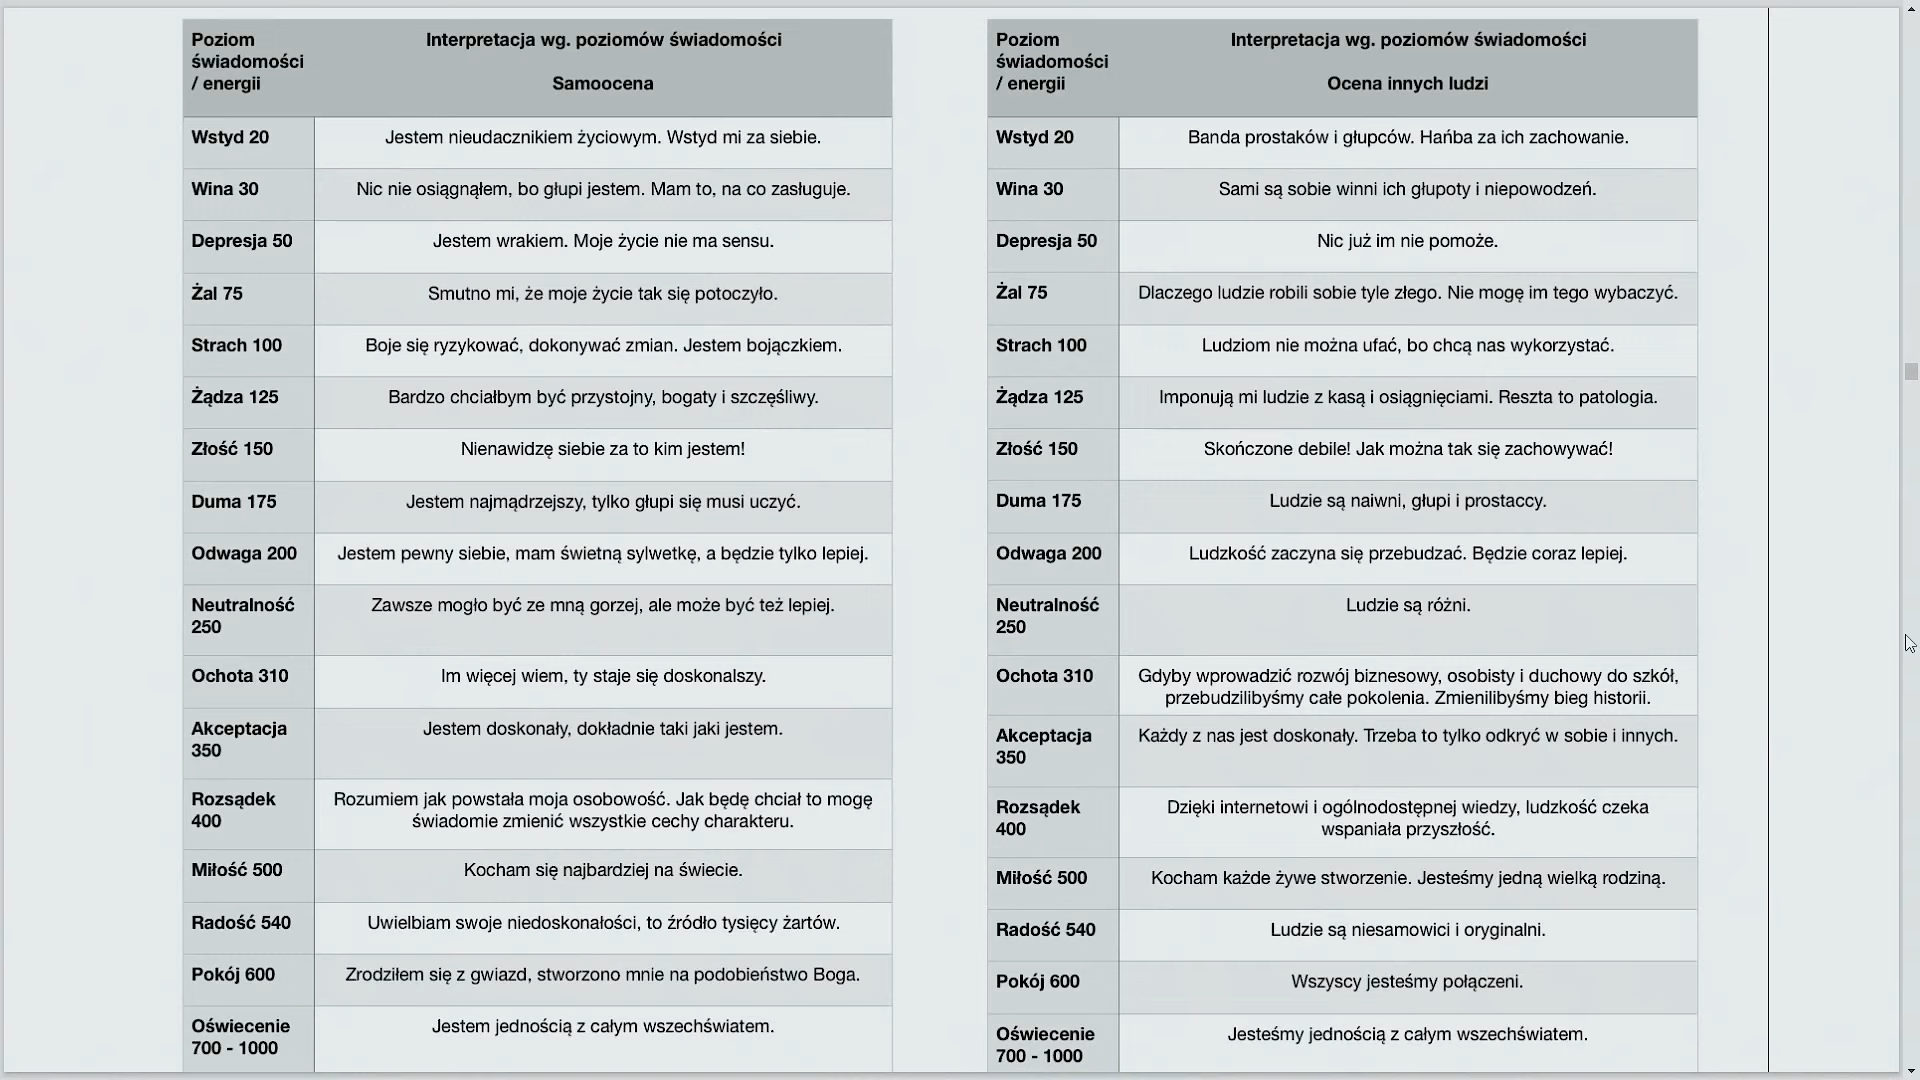 Poziom
świadomości
/ energii
Interpretacja wg. poziomów świadomości
Samoocena
Wstyd 20
Jestem nieudacznikiem życiowym. Wstyd mi za siebie.
Wina 30
Nic nie osiągnąłem, bo głupi jestem. Mam to, na co zasługuje.
Depresja 50
Jestem wrakiem. Moje życie nie ma sensu.
Żal 75
Smutno mi, że moje życie tak się potoczyło.
Strach 100
Boje się ryzykować, dokonywać zmian. Jestem bojączkiem.
Żądza 125
Bardzo chciałbym być przystojny, bogaty i szczęśliwy.
Złość 150
Nienawidzę siebie za to kim jestem!
Duma 175
Jestem najmądrzejszy, tylko głupi się musi uczyć.
Odwaga 200
Jestem pewny siebie, mam świetną sylwetkę, a będzie tylko lepiej.
Neutralność
250
Zawsze mogło być ze mną gorzej, ale może być też lepiej.
Ochota 310
Im więcej wiem, ty staje się doskonalszy.
Akceptacja
350
Jestem doskonały, dokładnie taki jaki jestem.
Rozsądek
400
Rozumiem jak powstała moja osobowość. Jak będę chciał to mogę
świadomie zmienić wszystkie cechy charakteru.
Miłość 500
Kocham się najbardziej na świecie.
Radość 540
Uwielbiam swoje niedoskonałości, to źródło tysięcy żartów.
Pokój 600
Zrodziłem się z gwiazd, stworzono mnie na podobieństwo Boga.
Oświecenie
700 - 1000
Jestem jednością z całym wszechświatem.
Poziom
świadomości
/ energii
Interpretacja wg. poziomów świadomości
Ocena innych ludzi
Wstyd 20
Banda prostaków i głupców. Hańba za ich zachowanie.
Wina 30
Sami są sobie winni ich głupoty i niepowodzeń.
Depresja 50
Nic już im nie pomoże.
Żal 75
Dlaczego ludzie robili sobie tyle złego. Nie mogę im tego wybaczyć.
Strach 100
Ludziom nie można ufać, bo chcą nas wykorzystać.
Żądza 125
Imponują mi ludzie z kasą i osiągnięciami. Reszta to patologia.
Złość 150
Skończone debile! Jak można tak się zachowywać!
Duma 175
Ludzie są naiwni, głupi i prostaccy.
Odwaga 200
Ludzkość zaczyna się przebudzać. Będzie coraz lepiej.
Neutralność
250
Ludzie są różni.
Ochota 310
Gdyby wprowadzić rozwój biznesowy, osobisty i duchowy do szkół,
przebudzilibyśmy całe pokolenia. Zmienilibyśmy bieg historii.
Akceptacja
350
Każdy z nas jest doskonały. Trzeba to tylko odkryć w sobie i innych.
Rozsądek
400
Dzięki internetowi i ogólnodostępnej wiedzy, ludzkość czeka
wspaniała przyszłość.
Miłość 500
Kocham każde żywe stworzenie. Jesteśmy jedną wielką rodziną.
Radość 540
Ludzie są niesamowici i oryginalni.
Pokój 600
Wszyscy jesteśmy połączeni.
Oświecenie
700 - 1000
Jesteśmy jednością z całym wszechświatem.